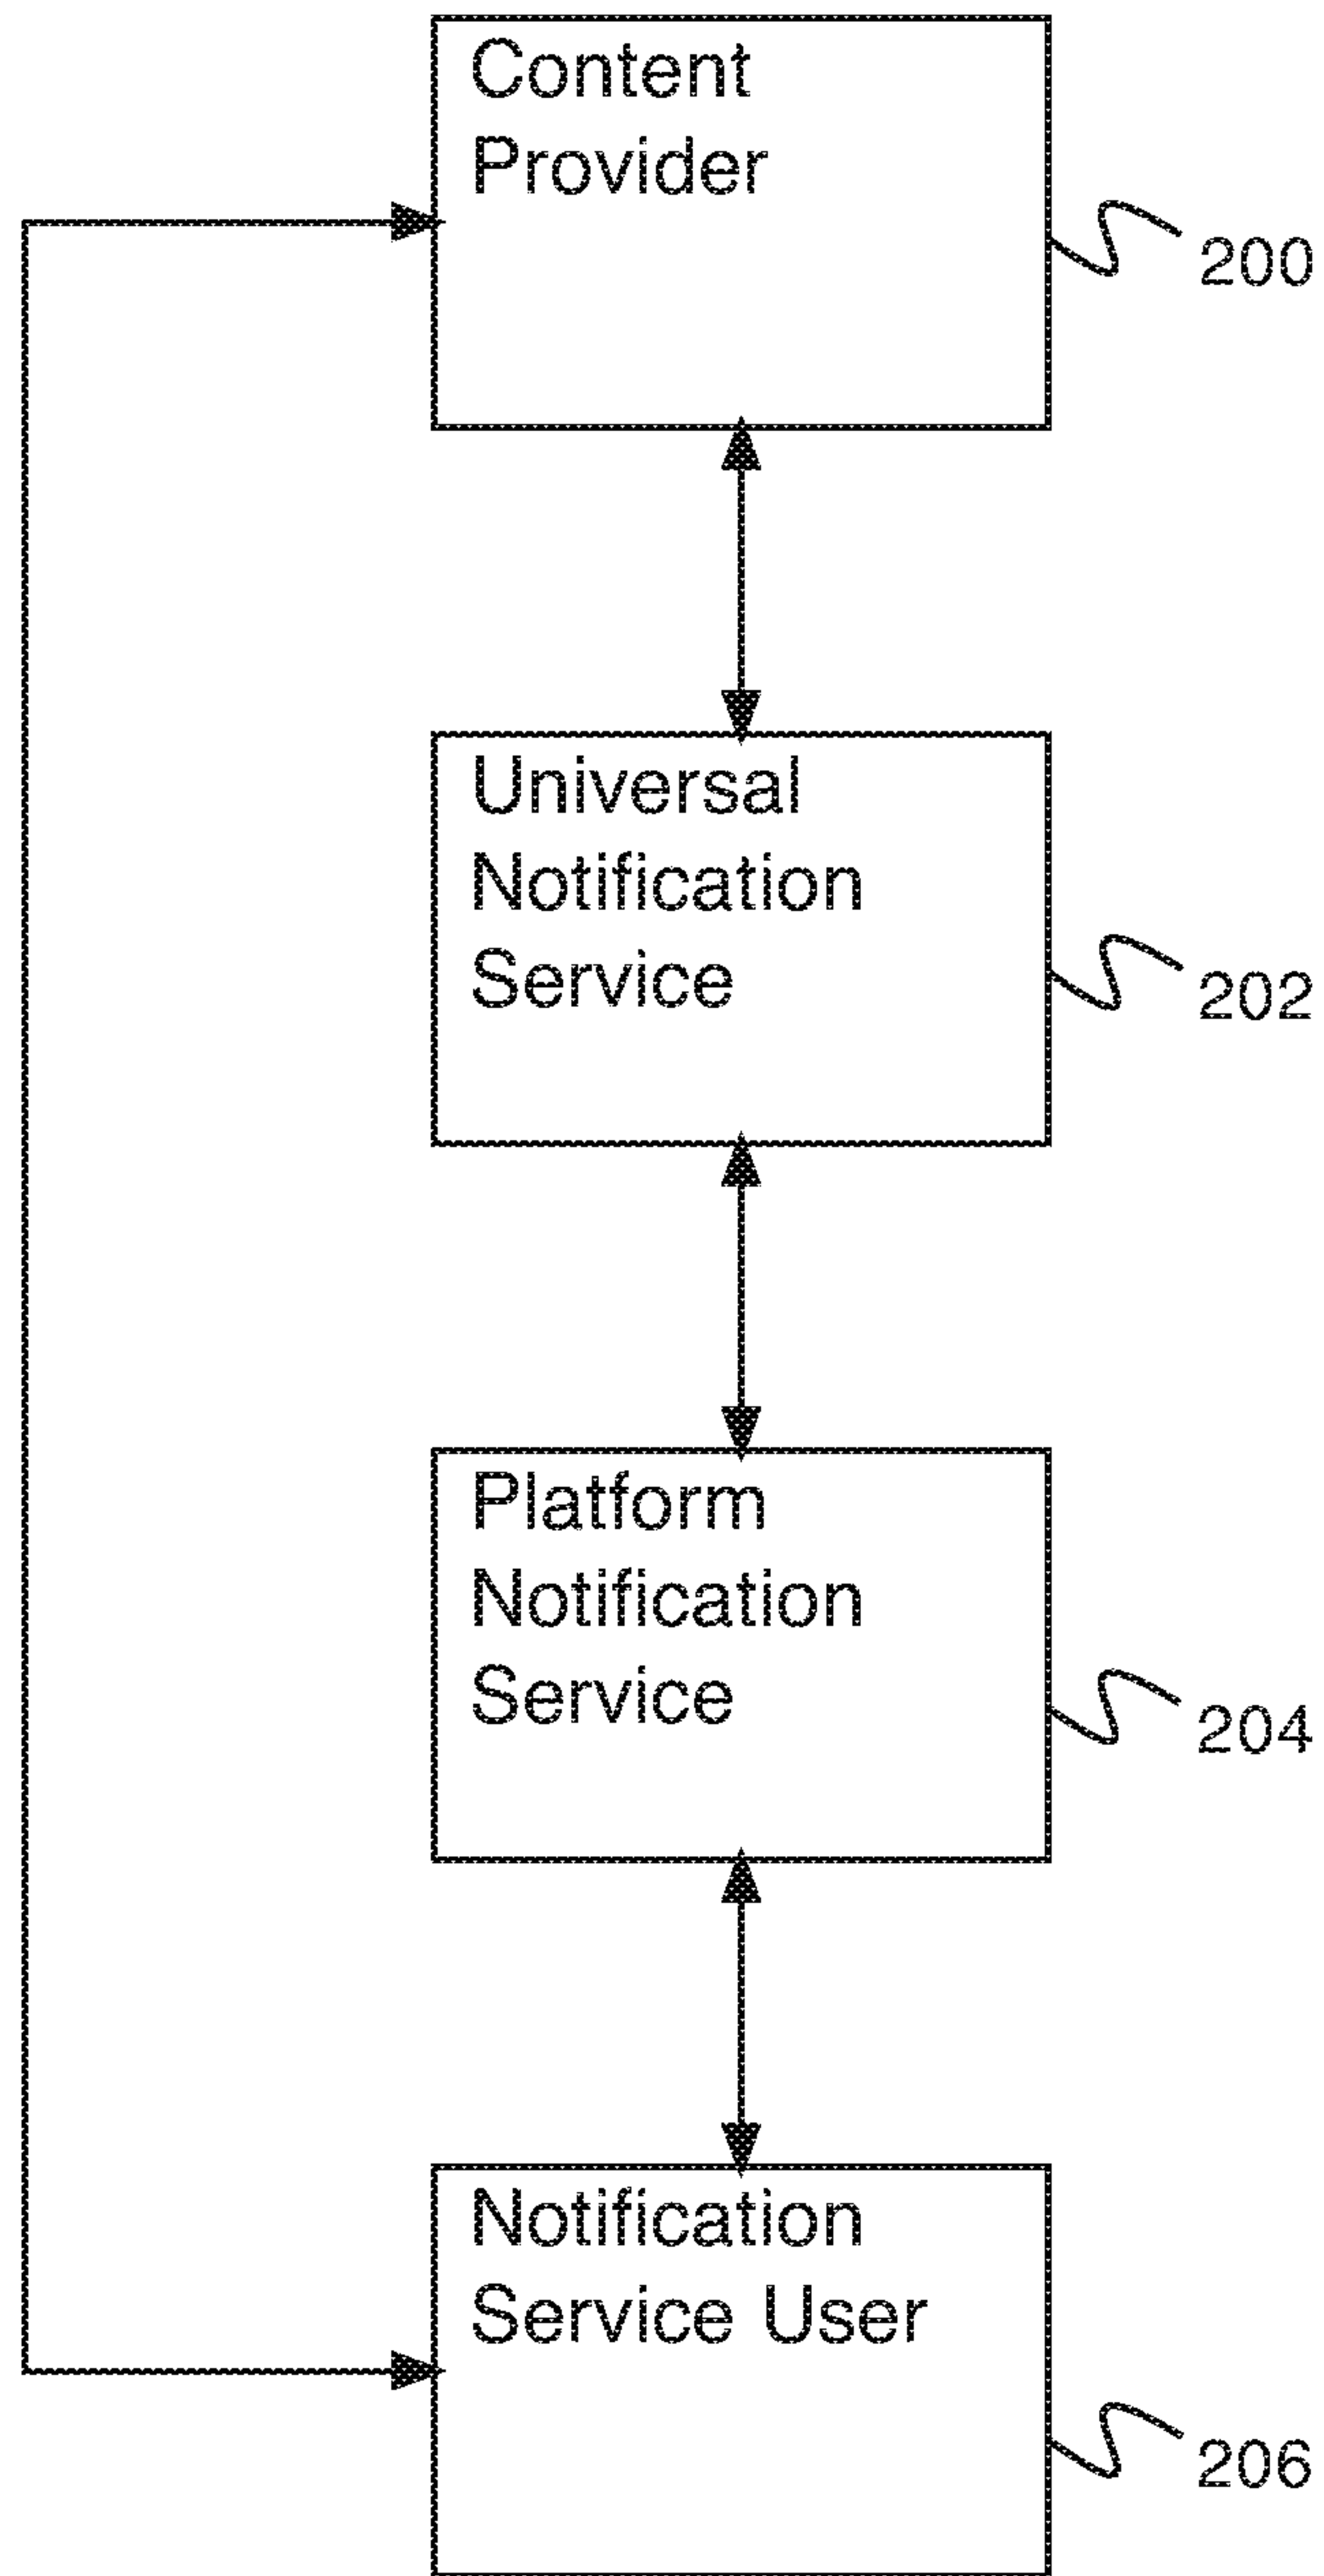 Content
Provider
200
Universal
Notification
Service
202
Platform
Notification
Service
204
Notification
Service User
206